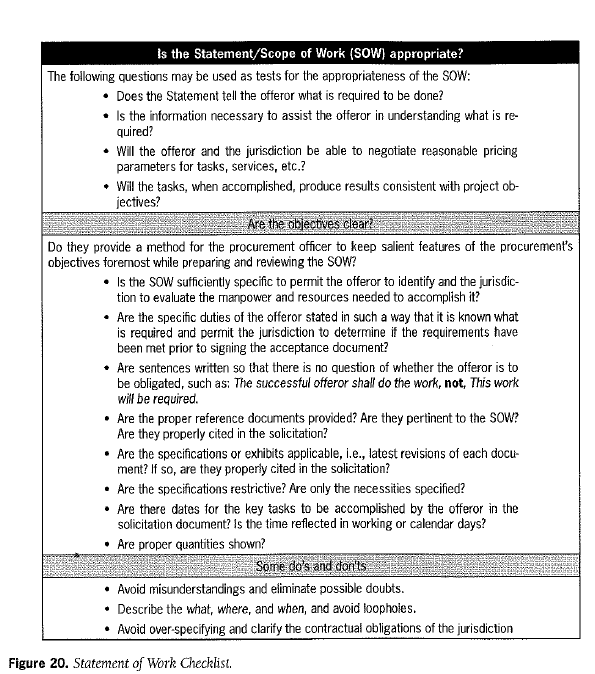 Is the Statement/Scope of Work (SOW) appropriate?
The following questions may be used as tests for the appropriateness of the SOW:
• Does the Statement tell the offeror what is required to be done?
• Is the information necessary to assist the offeror in understanding what is re-
quired?
• Will the offeror and the jurisdiction be able to negotiate reasonable pricing
parameters for tasks, services, etc.?
• Will the tasks, when accomplished, produce results consistent with project ob-
jectives?
Are the objectives clear?
Do they provide a method for the procurement officer to keep salient features of the procurement's
objectives foremost while preparing and reviewing the SOW?
• Is the SOW sufficiently specific to permit the offeror to identify and the jurisdic-
tion to evaluate the manpower and resources needed to accomplish it?
• Are the specific duties of the offeror stated in such a way that it is known what
is required and permit the jurisdiction to determine if the requirements have
been met prior to signing the acceptance document?
• Are sentences written so that there is no question of whether the offeror is to
be obligated, such as: The successful offeror shall do the work, not, This work
will be required.
• Are the proper reference documents provided? Are they pertinent to the SOW?
Are they properly cited in the solicitation?
• Are the specifications or exhibits applicable, i.e., latest revisions of each docu-
ment? If so, are they properly cited in the solicitation?
• Are the specifications restrictive? Are only the necessities specified?
• Are there dates for the key tasks to be accomplished by the offeror in the
solicitation document? Is the time reflected in working or calendar days?
• Are proper quantities shown?
Some do's and don'ts
• Avoid misunderstandings and eliminate possible doubts.
• Describe the what, where, and when, and avoid loopholes.
• Avoid over-specifying and clarify the contractual obligations of the jurisdiction
Figure 20. Statement of Work Checklist.